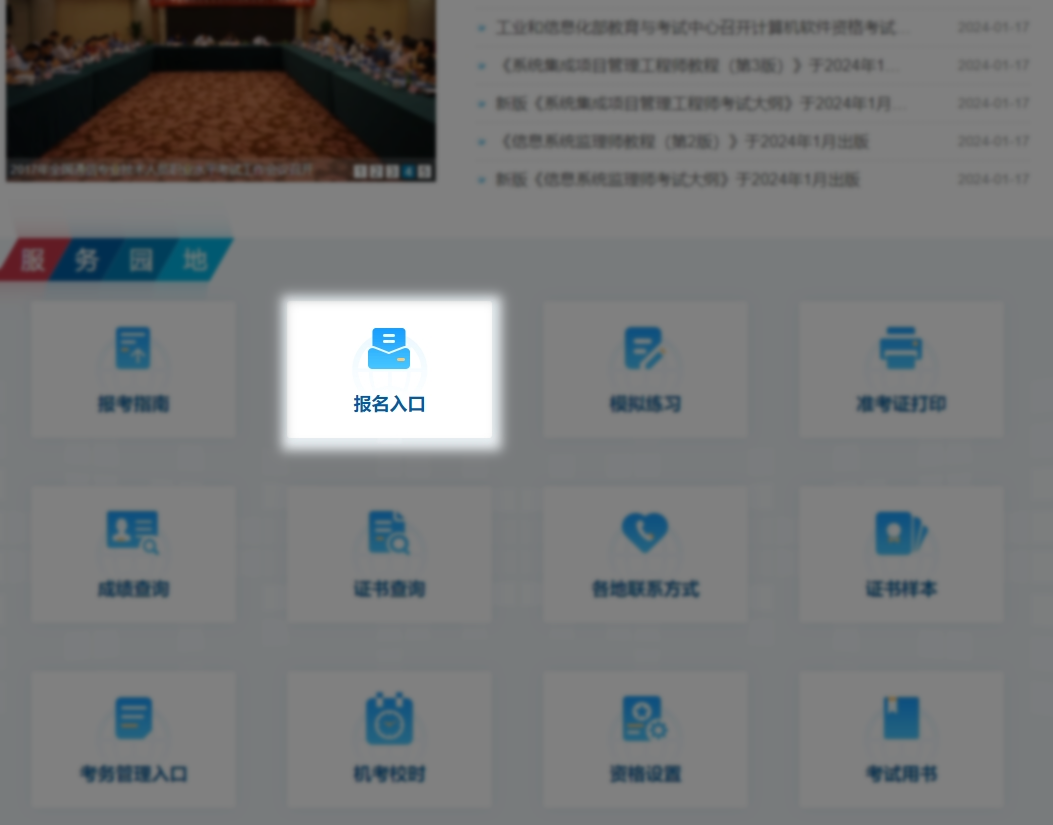 工业和信息化部教育与考试中心召开计算机软件资格考试... 2024-01-17
《系统集成项目管理工程师教程（第3版）》于2024年1... 2024-01-17
新版《系统集成项目管理工程师考试大纲》于2024年1月... 2024-01-17
《信息系统监理师教程（第2版）》于2024年1月出版 2024-01-17
新版《信息系统监理师考试大纲》于2024年1月出版 2024-01-17
1 2 3 4 5
服务园地
报考指南 报名入口 模拟练习 准考证打印
成绩查询 证书查询 各地联系方式 证书样本
考务管理入口 机考校时 资格设置 考试用书